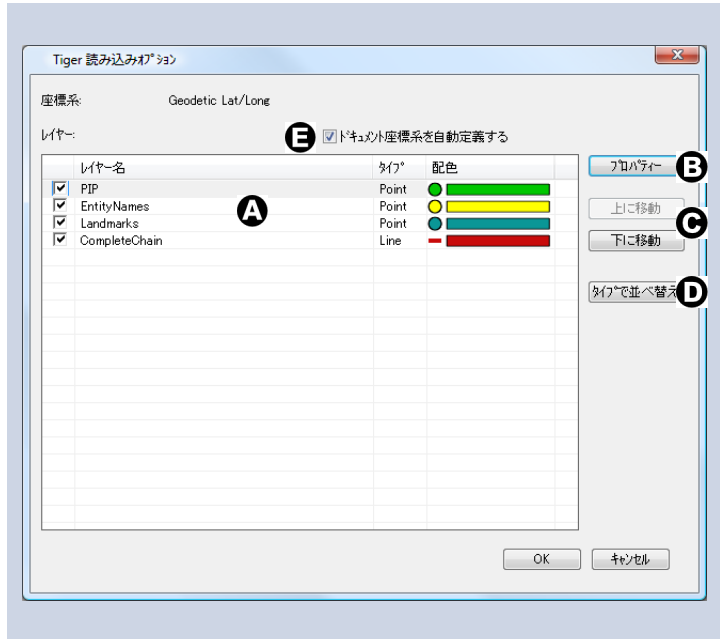 Tiger 読み込みｵﾌﾟｼｮﾝ
座標系: Geodetic Lat/Long
ﾚｲﾔｰ: E ﾄﾞｷｭﾒﾝﾄ座標系を自動定義する
ﾚｲﾔｰ名 ﾀｲﾌﾟ 配色
PIP Point
EntityNames Point
Landmarks Point
CompleteChain Line
A
ﾌﾟﾛﾊﾟﾃｨｰ B
上に移動
C
下に移動
ﾀｲﾌﾟで並べ替え D
OK ｷｬﾝｾﾙ